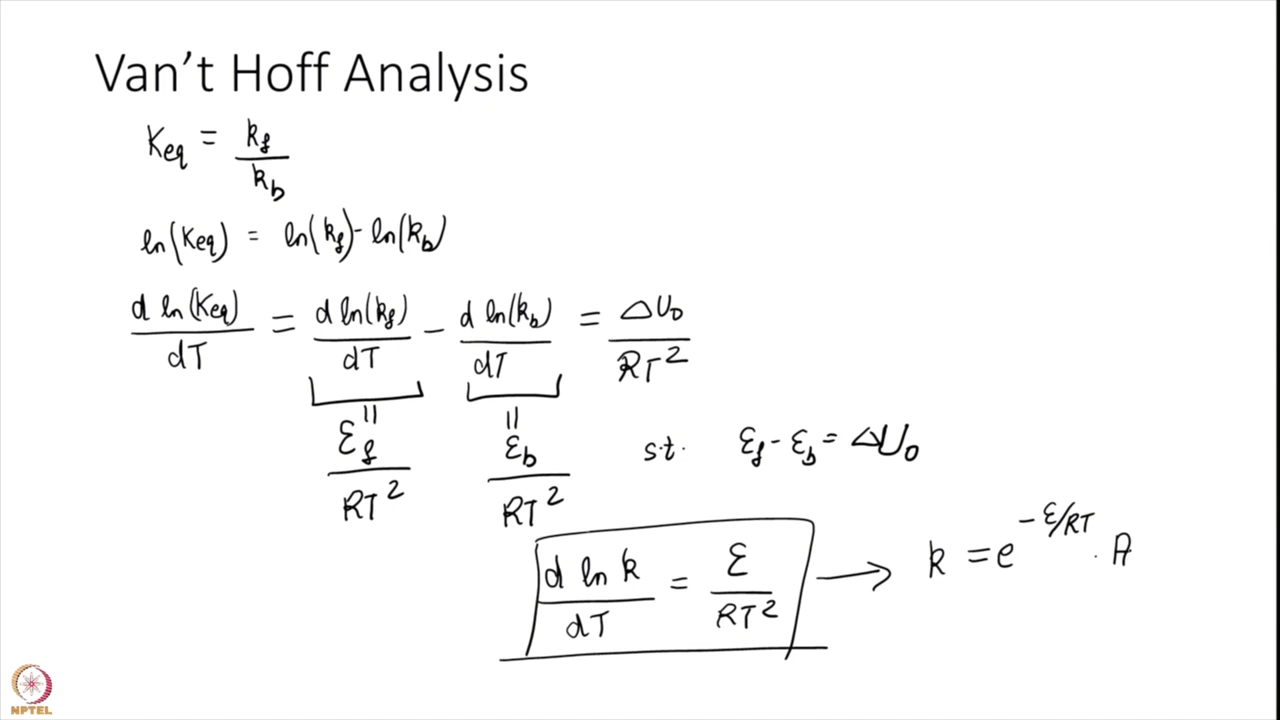 Van't Hoff Analysis
Keq = kf / kb
ln(Keq) = ln(kf) - ln(kb)
d ln(Keq) / dT = d ln(kf) / dT - d ln(kb) / dT = ΔU₀ / RT²
εf / RT² εb / RT² s.t. εf - εb = ΔU₀
d ln k / dT = ε / RT² → k = e^(-ε/RT) · A
NPTEL